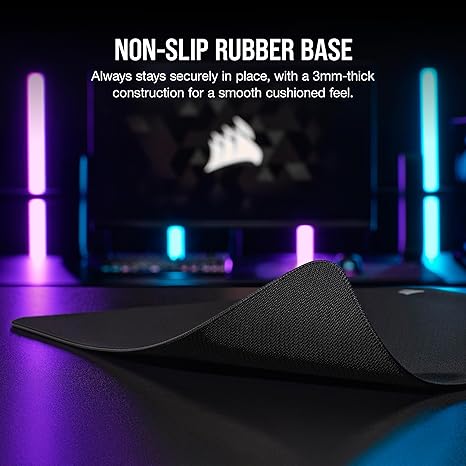 NON-SLIP RUBBER BASE
Always stays securely in place, with a 3mm-thick
construction for a smooth cushioned feel.